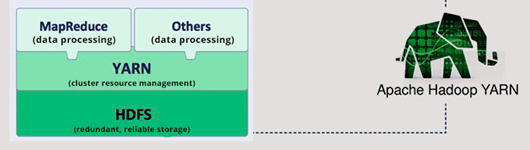 MapReduce
(data processing)
Others
(data processing)
YARN
(cluster resource management)
HDFS
(redundant, reliable storage)
Apache Hadoop YARN